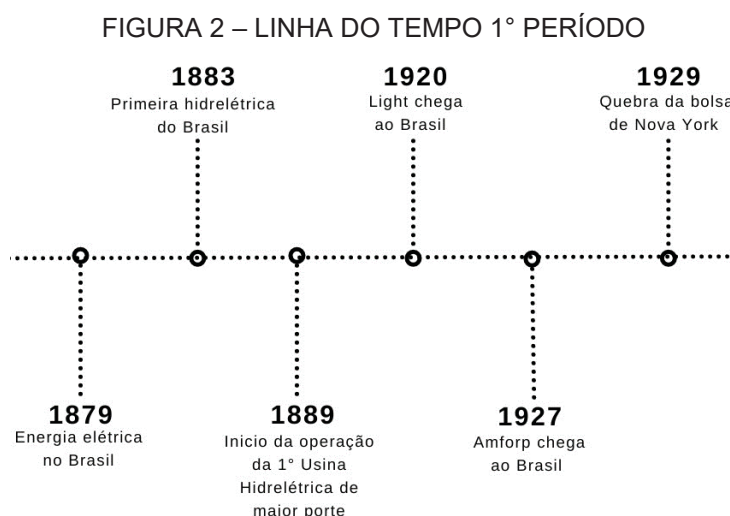 FIGURA 2 – LINHA DO TEMPO 1° PERÍODO
1883
Primeira hidrelétrica
do Brasil
1920
Light chega
ao Brasil
1929
Quebra da bolsa
de Nova York
1879
Energia elétrica
no Brasil
1889
Inicio da operação
da 1° Usina
Hidrelétrica de
maior porte
1927
Amforp chega
ao Brasil